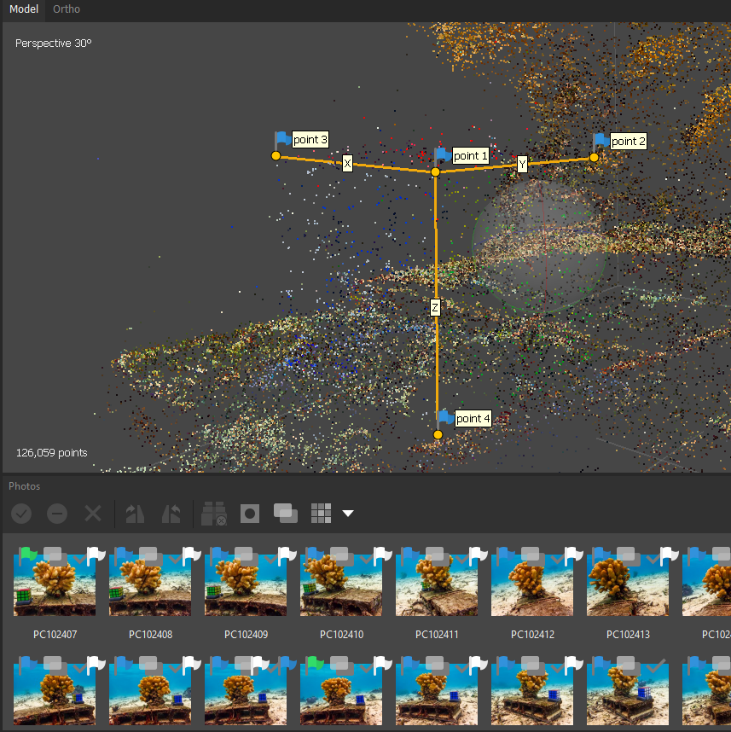 Model Ortho
Perspective 30°
point 3
point 1
point 2
X
Y
Z
point 4
126,059 points
Photos
PC102407 PC102408 PC102409 PC102410 PC102411 PC102412 PC102413 PC102